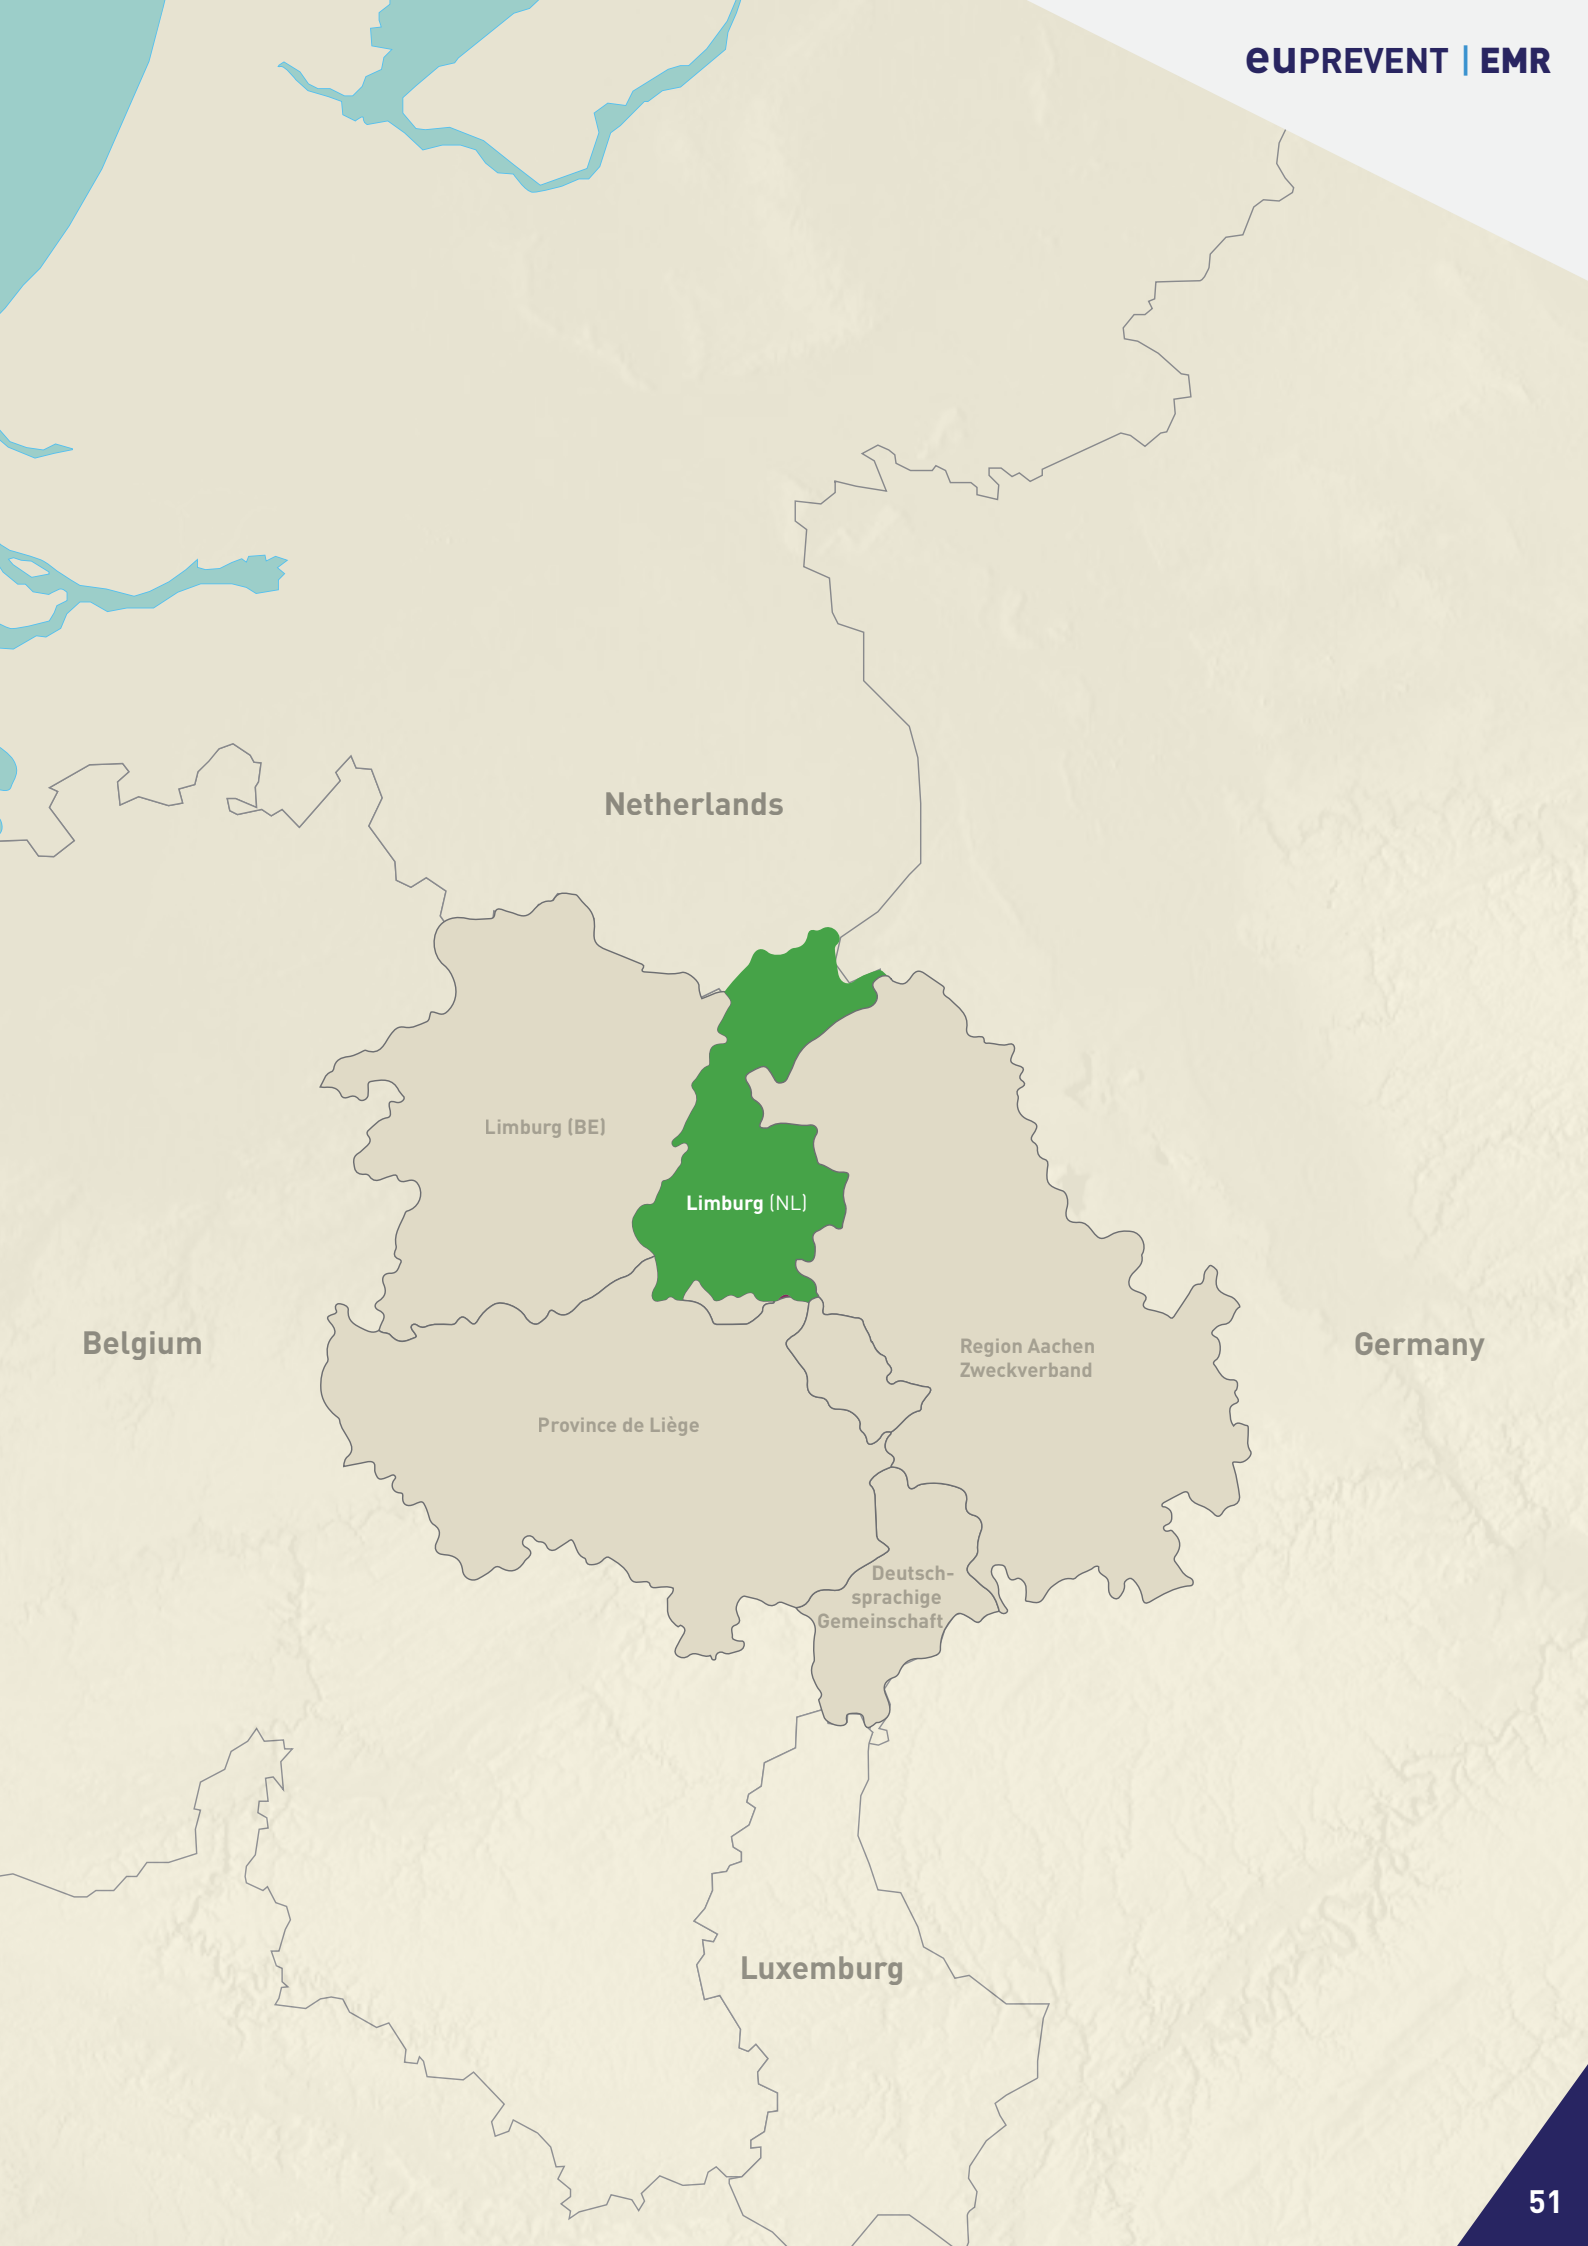 euPREVENT | EMR
Netherlands
Limburg (BE)
Limburg (NL)
Belgium
Region Aachen
Zweckverband
Germany
Province de Liège
Deutsch-
sprachige
Gemeinschaft
Luxemburg
51